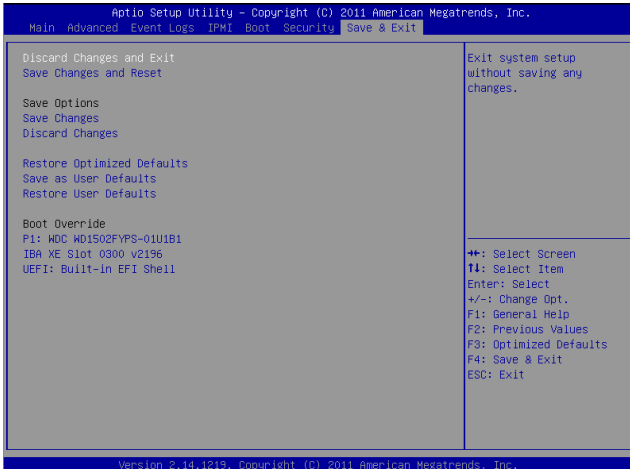 Aptio Setup Utility – Copyright (C) 2011 American Megatrends, Inc.
Main Advanced Event Logs IPMI Boot Security Save & Exit
Discard Changes and Exit
Save Changes and Reset
Save Options
Save Changes
Discard Changes
Restore Optimized Defaults
Save as User Defaults
Restore User Defaults
Boot Override
P1: WDC WD1502FYPS-01U1B1
IBA XE Slot 0300 v2196
UEFI: Built-in EFI Shell
Exit system setup
without saving any
changes.
→←: Select Screen
↑↓: Select Item
Enter: Select
+/-: Change Opt.
F1: General Help
F2: Previous Values
F3: Optimized Defaults
F4: Save & Exit
ESC: Exit
Version 2.14.1219. Copyright (C) 2011 American Megatrends, Inc.